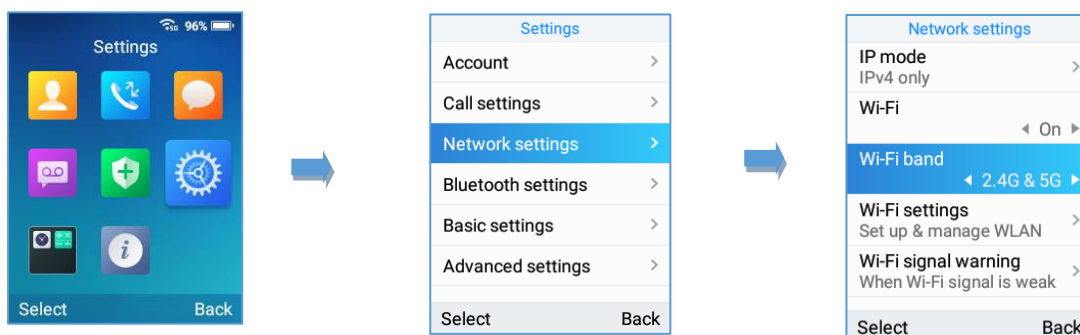 5G 96%
Settings
Select Back
Settings
Account
Call settings
Network settings
Bluetooth settings
Basic settings
Advanced settings
Select Back
Network settings
IP mode
IPv4 only
Wi-Fi
On
Wi-Fi band
2.4G & 5G
Wi-Fi settings
Set up & manage WLAN
Wi-Fi signal warning
When Wi-Fi signal is weak
Select Back